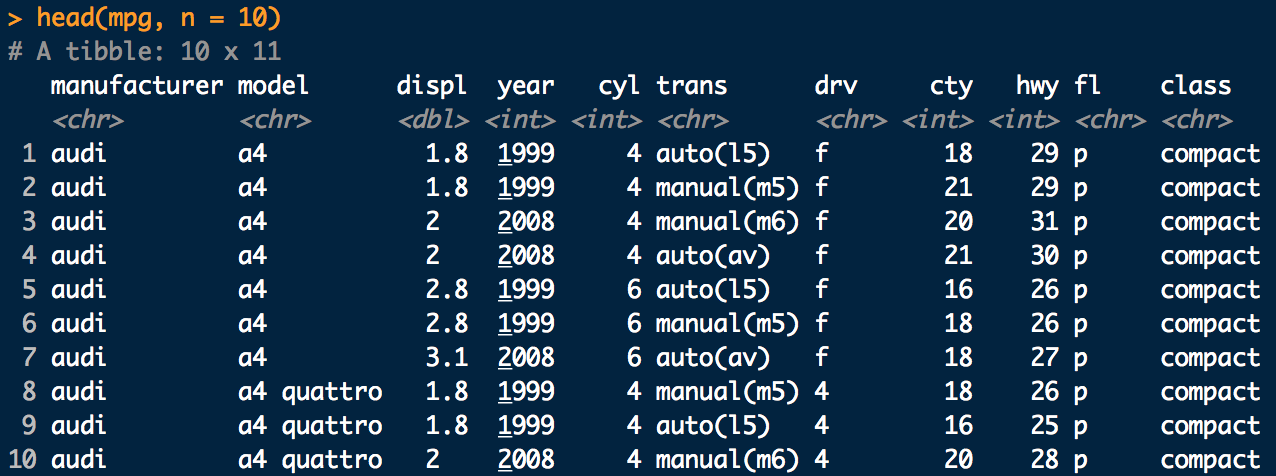 > head(mpg, n = 10)
# A tibble: 10 x 11
   manufacturer model      displ  year   cyl trans      drv     cty   hwy fl    class
   <chr>        <chr>      <dbl> <int> <int> <chr>      <chr> <int> <int> <chr> <chr>
 1 audi         a4           1.8  1999     4 auto(l5)   f        18    29 p     compact
 2 audi         a4           1.8  1999     4 manual(m5) f        21    29 p     compact
 3 audi         a4           2    2008     4 manual(m6) f        20    31 p     compact
 4 audi         a4           2    2008     4 auto(av)   f        21    30 p     compact
 5 audi         a4           2.8  1999     6 auto(l5)   f        16    26 p     compact
 6 audi         a4           2.8  1999     6 manual(m5) f        18    26 p     compact
 7 audi         a4           3.1  2008     6 auto(av)   f        18    27 p     compact
 8 audi         a4 quattro   1.8  1999     4 manual(m5) 4        18    26 p     compact
 9 audi         a4 quattro   1.8  1999     4 auto(l5)   4        16    25 p     compact
10 audi         a4 quattro   2    2008     4 manual(m6) 4        20    28 p     compact